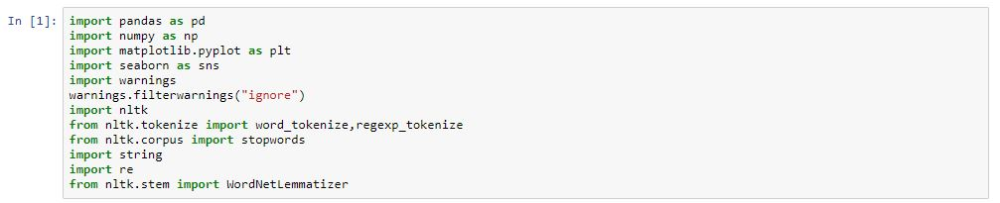 In [1]: import pandas as pd
import numpy as np
import matplotlib.pyplot as plt
import seaborn as sns
import warnings
warnings.filterwarnings("ignore")
import nltk
from nltk.tokenize import word_tokenize,regexp_tokenize
from nltk.corpus import stopwords
import string
import re
from nltk.stem import WordNetLemmatizer